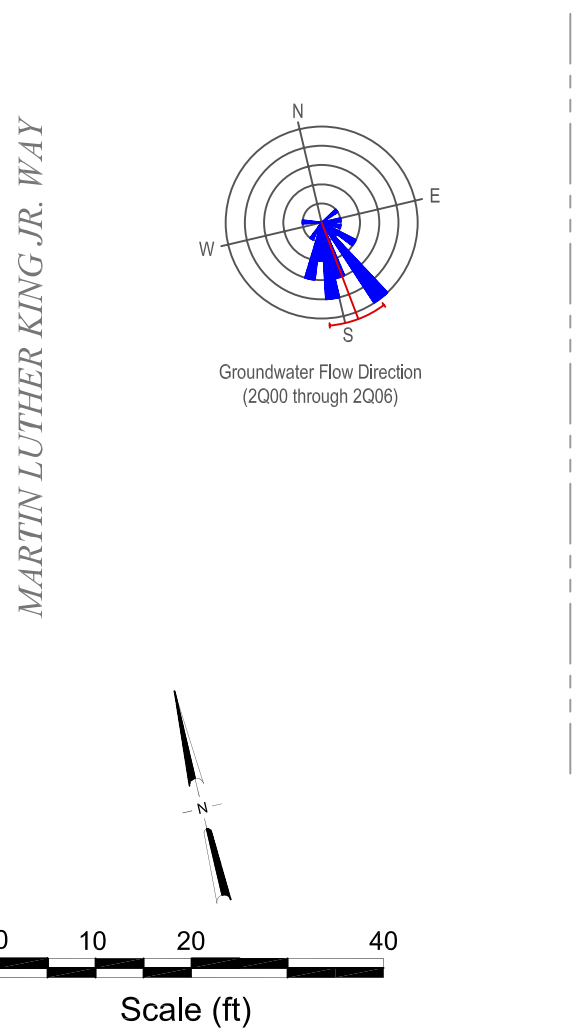 MARTIN LUTHER KING JR. WAY
N
E
W
S
Groundwater Flow Direction
(2Q00 through 2Q06)
N
0 10 20 40
Scale (ft)